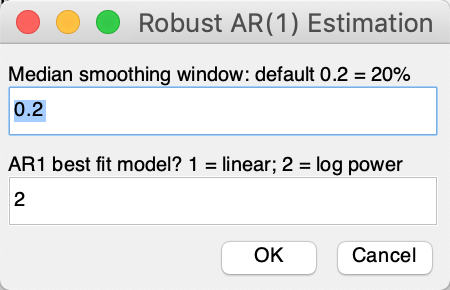 Robust AR(1) Estimation
Median smoothing window: default 0.2 = 20%
0.2
AR1 best fit model? 1 = linear; 2 = log power
2
OK Cancel